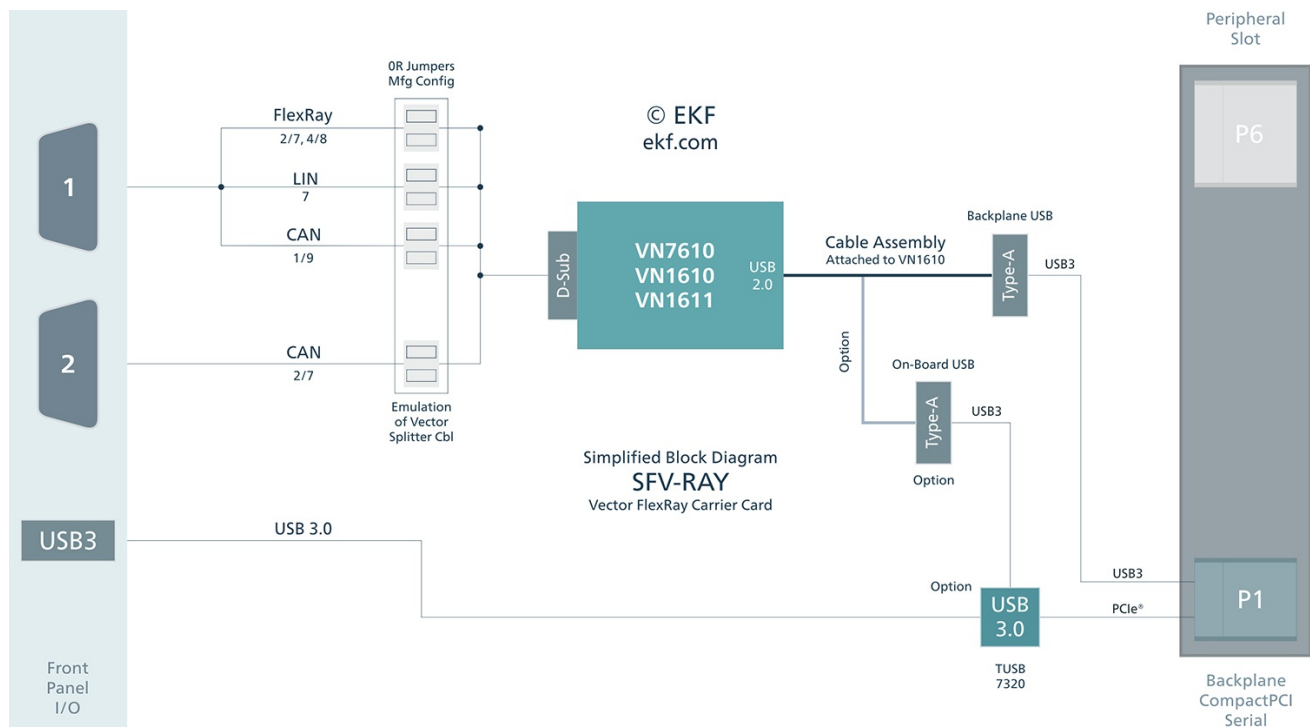 Peripheral
Slot
0R Jumpers
Mfg Config
FlexRay
2/7, 4/8
© EKF
ekf.com
P6
1
LIN
7
CAN
1/9
D-Sub
VN7610
VN1610
VN1611
USB
2.0
Cable Assembly
Attached to VN1610
Backplane USB
Type-A
USB3
2
CAN
2/7
Emulation
of Vector
Splitter Cbl
Option
On-Board USB
Type-A
USB3
Option
Simplified Block Diagram
SFV-RAY
Vector FlexRay Carrier Card
USB3
USB 3.0
Option
USB
3.0
TUSB
7320
USB3
PCIe®
P1
Front
Panel
I/O
Backplane
CompactPCI
Serial